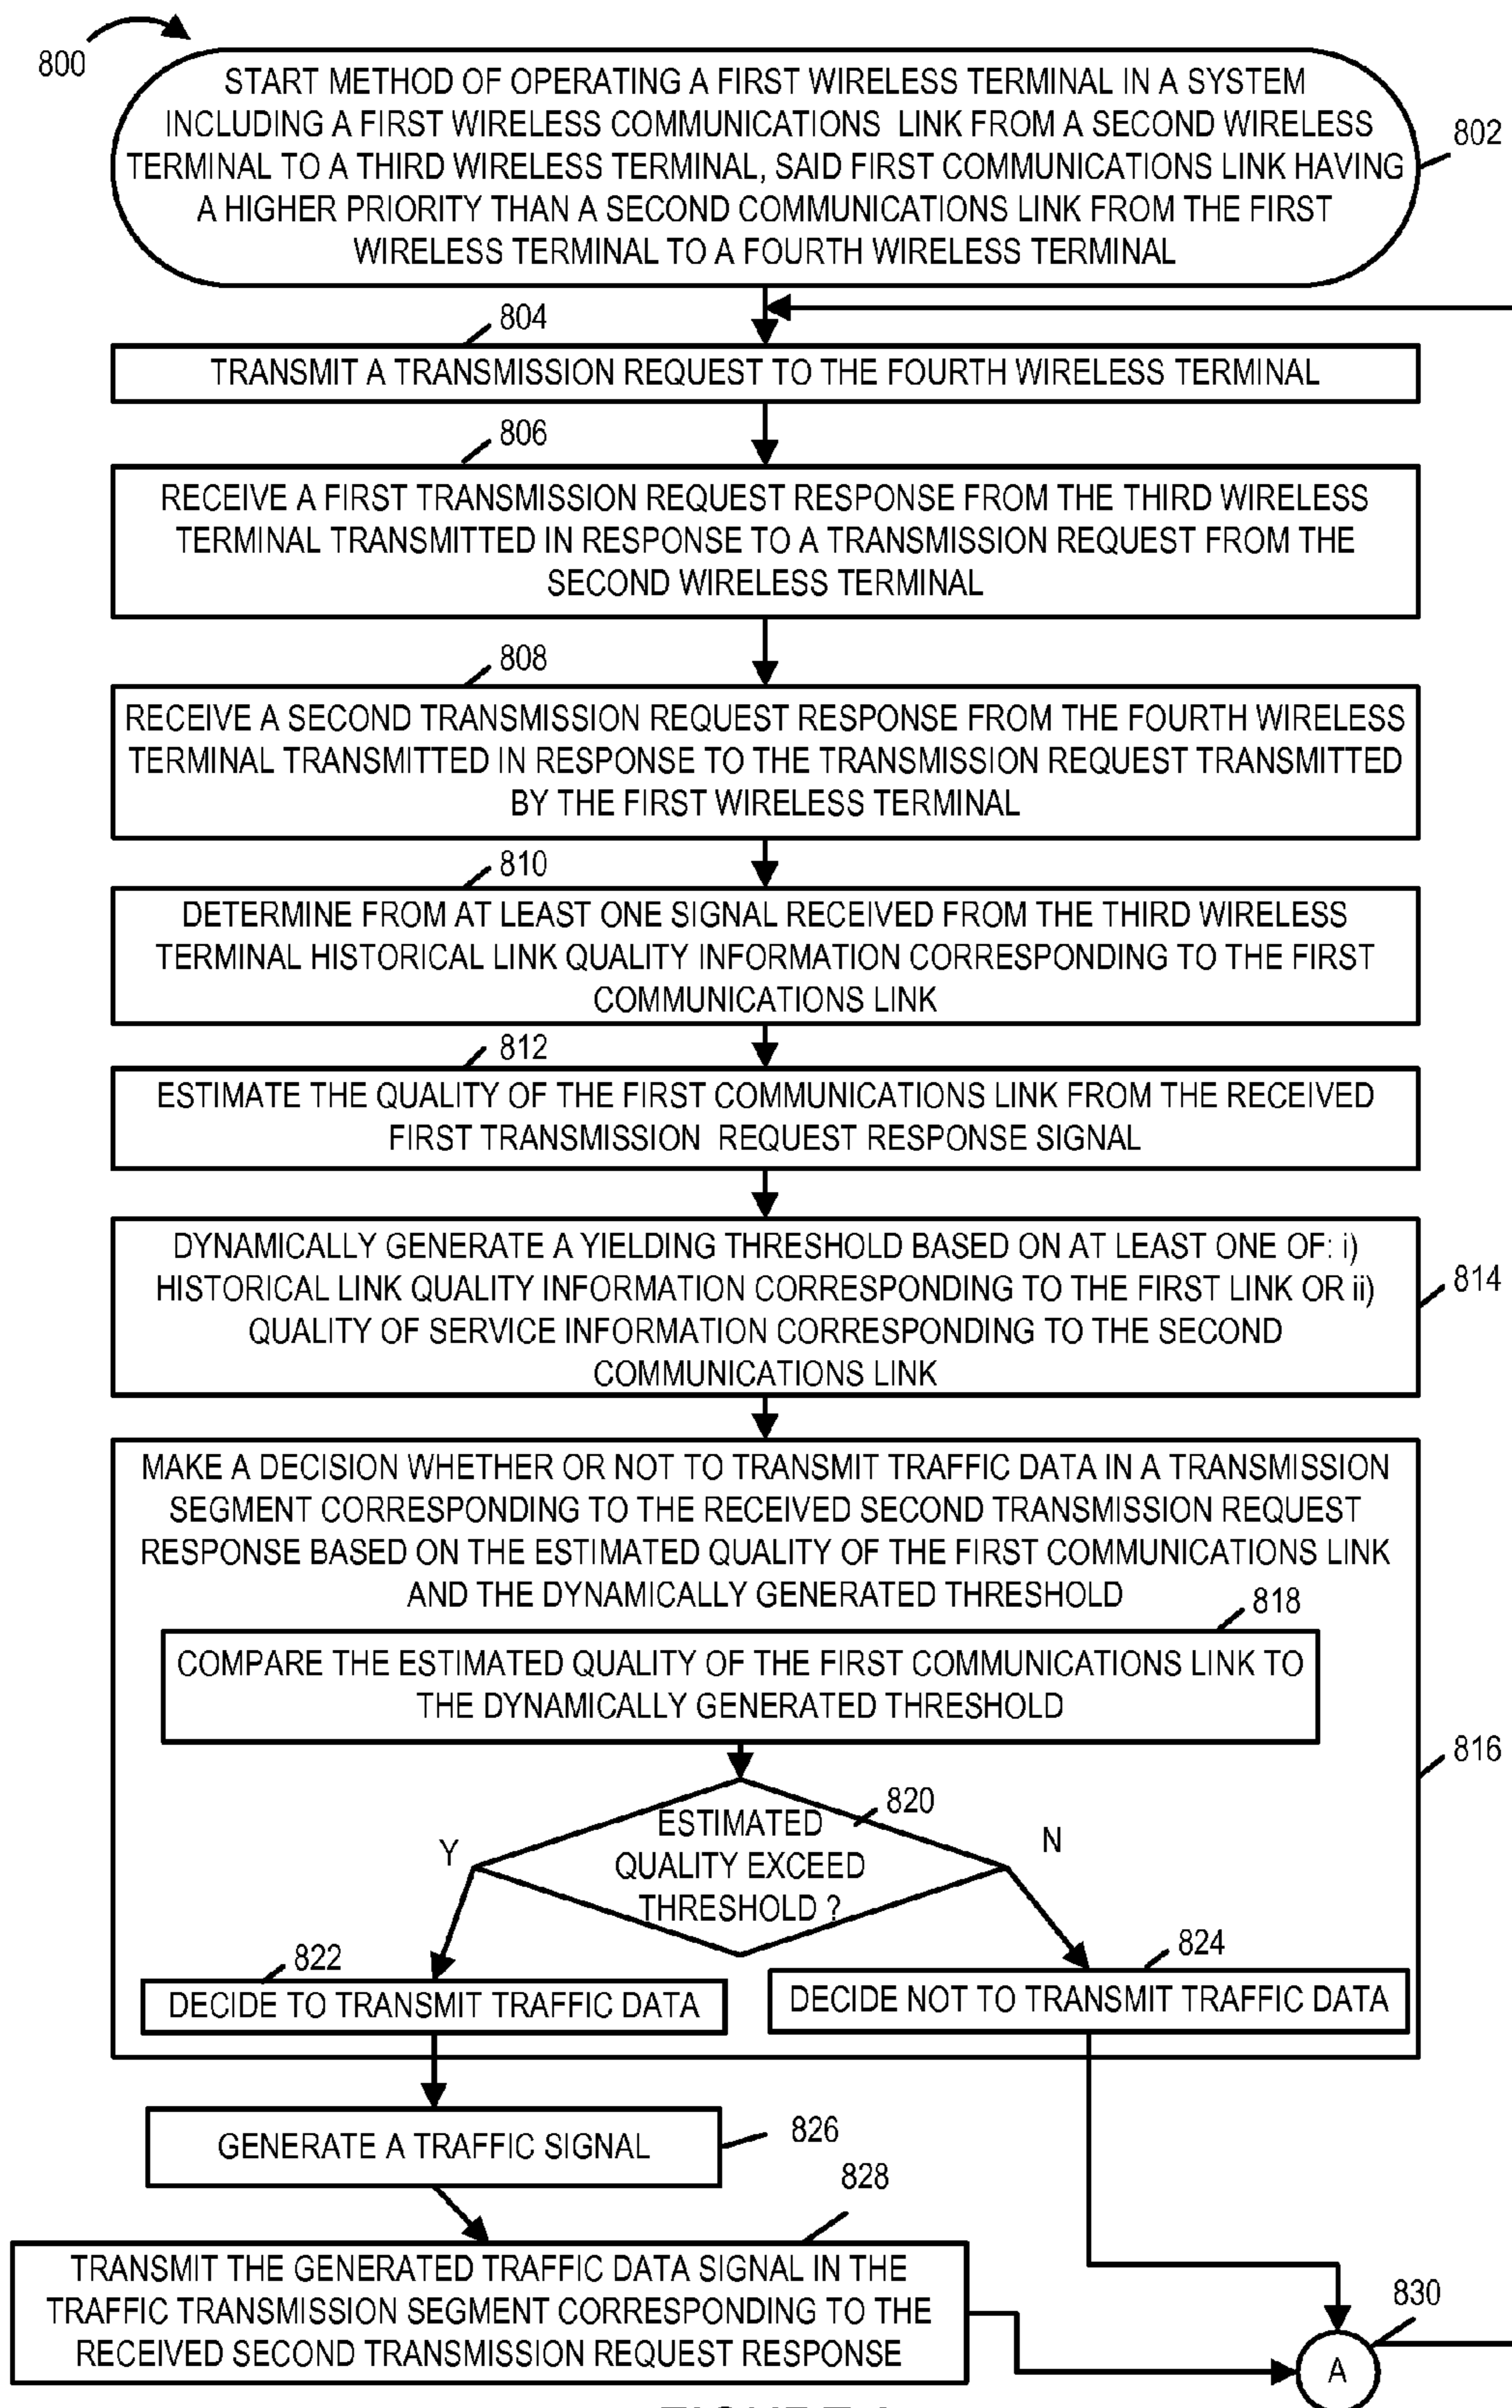 800
START METHOD OF OPERATING A FIRST WIRELESS TERMINAL IN A SYSTEM
INCLUDING A FIRST WIRELESS COMMUNICATIONS LINK FROM A SECOND WIRELESS
TERMINAL TO A THIRD WIRELESS TERMINAL, SAID FIRST COMMUNICATIONS LINK HAVING
A HIGHER PRIORITY THAN A SECOND COMMUNICATIONS LINK FROM THE FIRST
WIRELESS TERMINAL TO A FOURTH WIRELESS TERMINAL
802
804
TRANSMIT A TRANSMISSION REQUEST TO THE FOURTH WIRELESS TERMINAL
806
RECEIVE A FIRST TRANSMISSION REQUEST RESPONSE FROM THE THIRD WIRELESS
TERMINAL TRANSMITTED IN RESPONSE TO A TRANSMISSION REQUEST FROM THE
SECOND WIRELESS TERMINAL
808
RECEIVE A SECOND TRANSMISSION REQUEST RESPONSE FROM THE FOURTH WIRELESS
TERMINAL TRANSMITTED IN RESPONSE TO THE TRANSMISSION REQUEST TRANSMITTED
BY THE FIRST WIRELESS TERMINAL
810
DETERMINE FROM AT LEAST ONE SIGNAL RECEIVED FROM THE THIRD WIRELESS
TERMINAL HISTORICAL LINK QUALITY INFORMATION CORRESPONDING TO THE FIRST
COMMUNICATIONS LINK
812
ESTIMATE THE QUALITY OF THE FIRST COMMUNICATIONS LINK FROM THE RECEIVED
FIRST TRANSMISSION REQUEST RESPONSE SIGNAL
DYNAMICALLY GENERATE A YIELDING THRESHOLD BASED ON AT LEAST ONE OF: i)
HISTORICAL LINK QUALITY INFORMATION CORRESPONDING TO THE FIRST LINK OR ii)
QUALITY OF SERVICE INFORMATION CORRESPONDING TO THE SECOND
COMMUNICATIONS LINK
814
MAKE A DECISION WHETHER OR NOT TO TRANSMIT TRAFFIC DATA IN A TRANSMISSION
SEGMENT CORRESPONDING TO THE RECEIVED SECOND TRANSMISSION REQUEST
RESPONSE BASED ON THE ESTIMATED QUALITY OF THE FIRST COMMUNICATIONS LINK
AND THE DYNAMICALLY GENERATED THRESHOLD
818
COMPARE THE ESTIMATED QUALITY OF THE FIRST COMMUNICATIONS LINK TO
THE DYNAMICALLY GENERATED THRESHOLD
816
820
ESTIMATED
QUALITY EXCEED
THRESHOLD ?
Y
N
822
DECIDE TO TRANSMIT TRAFFIC DATA
824
DECIDE NOT TO TRANSMIT TRAFFIC DATA
GENERATE A TRAFFIC SIGNAL
826
828
TRANSMIT THE GENERATED TRAFFIC DATA SIGNAL IN THE
TRAFFIC TRANSMISSION SEGMENT CORRESPONDING TO THE
RECEIVED SECOND TRANSMISSION REQUEST RESPONSE
830
A